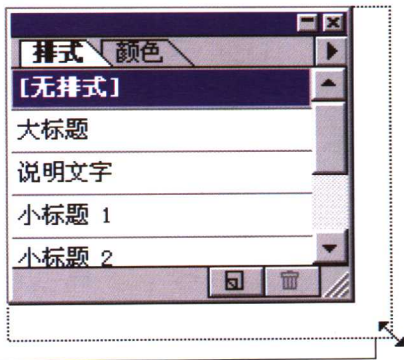 排式 颜色
[无排式]
大标题
说明文字
小标题 1
小标题 2